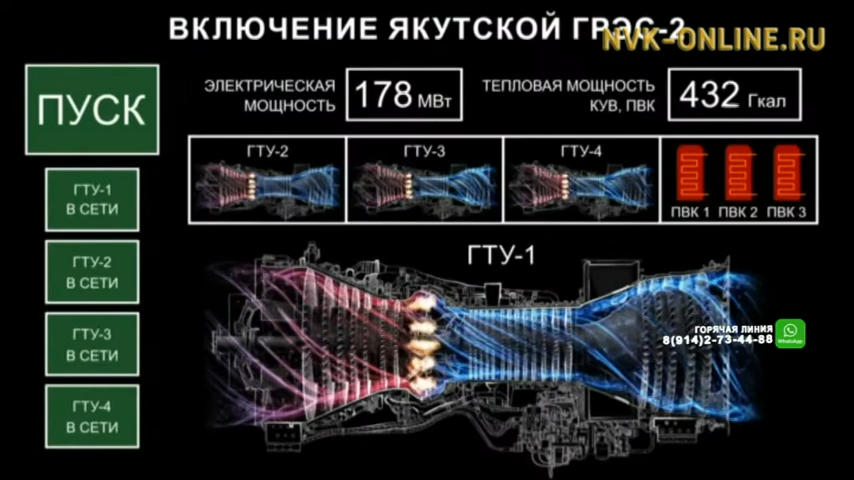 ВКЛЮЧЕНИЕ ЯКУТСКОЙ ГРЭС-2
NVK-ONLINE.RU
ПУСК
ЭЛЕКТРИЧЕСКАЯ
МОЩНОСТЬ
178 МВт
ТЕПЛОВАЯ МОЩНОСТЬ
КУВ, ПВК
432 Гкал
ГТУ-2
ГТУ-3
ГТУ-4
ПВК 1 ПВК 2 ПВК 3
ГТУ-1
В СЕТИ
ГТУ-2
В СЕТИ
ГТУ-3
В СЕТИ
ГТУ-4
В СЕТИ
ГТУ-1
ГОРЯЧАЯ ЛИНИЯ
8(914)2-73-44-88
WhatsApp